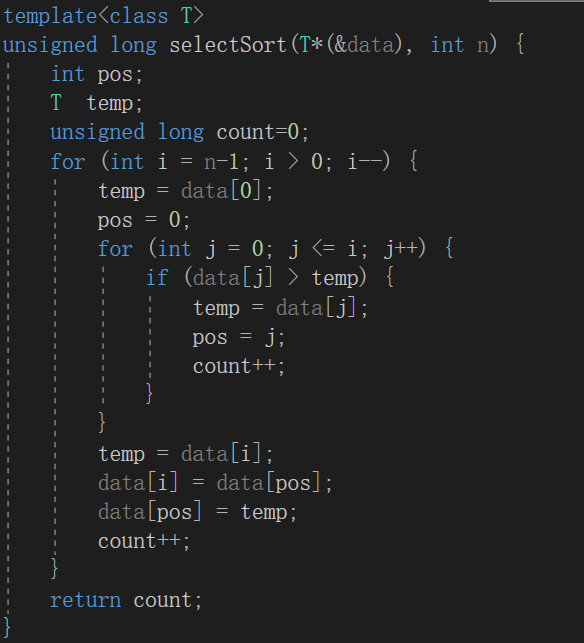 template<class T>
unsigned long selectSort(T*(&data), int n) {
    int pos;
    T  temp;
    unsigned long count=0;
    for (int i = n-1; i > 0; i--) {
        temp = data[0];
        pos = 0;
        for (int j = 0; j <= i; j++) {
            if (data[j] > temp) {
                temp = data[j];
                pos = j;
                count++;
            }
        }
        temp = data[i];
        data[i] = data[pos];
        data[pos] = temp;
        count++;
    }
    return count;
}